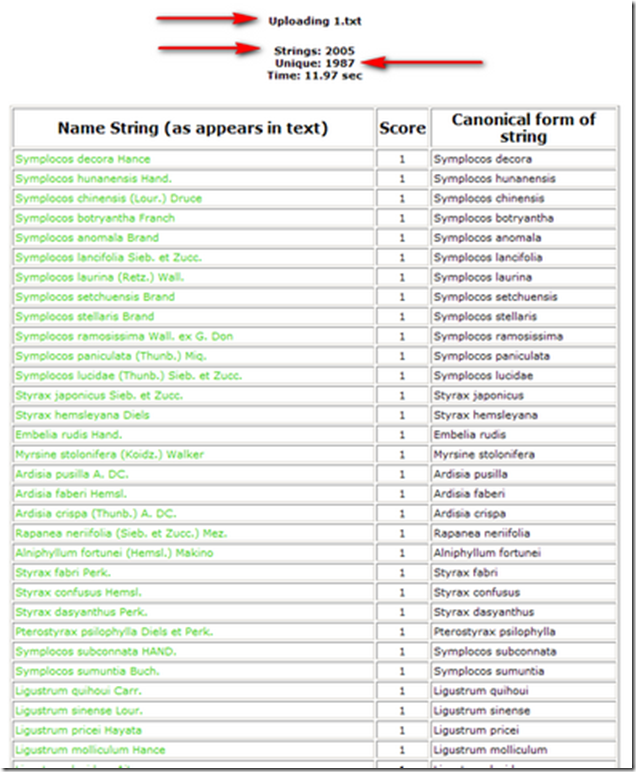 Uploading 1.txt
Strings: 2005
Unique: 1987
Time: 11.97 sec
Name String (as appears in text) Score Canonical form of string
Symplocos decora Hance 1 Symplocos decora
Symplocos hunanensis Hand. 1 Symplocos hunanensis
Symplocos chinensis (Lour.) Druce 1 Symplocos chinensis
Symplocos botryantha Franch 1 Symplocos botryantha
Symplocos anomala Brand 1 Symplocos anomala
Symplocos lancifolia Sieb. et Zucc. 1 Symplocos lancifolia
Symplocos laurina (Retz.) Wall. 1 Symplocos laurina
Symplocos setchuensis Brand 1 Symplocos setchuensis
Symplocos stellaris Brand 1 Symplocos stellaris
Symplocos ramosissima Wall. ex G. Don 1 Symplocos ramosissima
Symplocos paniculata (Thunb.) Miq. 1 Symplocos paniculata
Symplocos lucidae (Thunb.) Sieb. et Zucc. 1 Symplocos lucidae
Styrax japonicus Sieb. et Zucc. 1 Styrax japonicus
Styrax hemsleyana Diels 1 Styrax hemsleyana
Embelia rudis Hand. 1 Embelia rudis
Myrsine stolonifera (Koidz.) Walker 1 Myrsine stolonifera
Ardisia pusilla A. DC. 1 Ardisia pusilla
Ardisia faberi Hemsl. 1 Ardisia faberi
Ardisia crispa (Thunb.) A. DC. 1 Ardisia crispa
Rapanea neriifolia (Sieb. et Zucc.) Mez. 1 Rapanea neriifolia
Alniphyllum fortunei (Hemsl.) Makino 1 Alniphyllum fortunei
Styrax fabri Perk. 1 Styrax fabri
Styrax confusus Hemsl. 1 Styrax confusus
Styrax dasyanthus Perk. 1 Styrax dasyanthus
Pterostyrax psilophylla Diels et Perk. 1 Pterostyrax psilophylla
Symplocos subconnata HAND. 1 Symplocos subconnata
Symplocos sumuntia Buch. 1 Symplocos sumuntia
Ligustrum quihoui Carr. 1 Ligustrum quihoui
Ligustrum sinense Lour. 1 Ligustrum sinense
Ligustrum pricei Hayata 1 Ligustrum pricei
Ligustrum molliculum Hance 1 Ligustrum molliculum